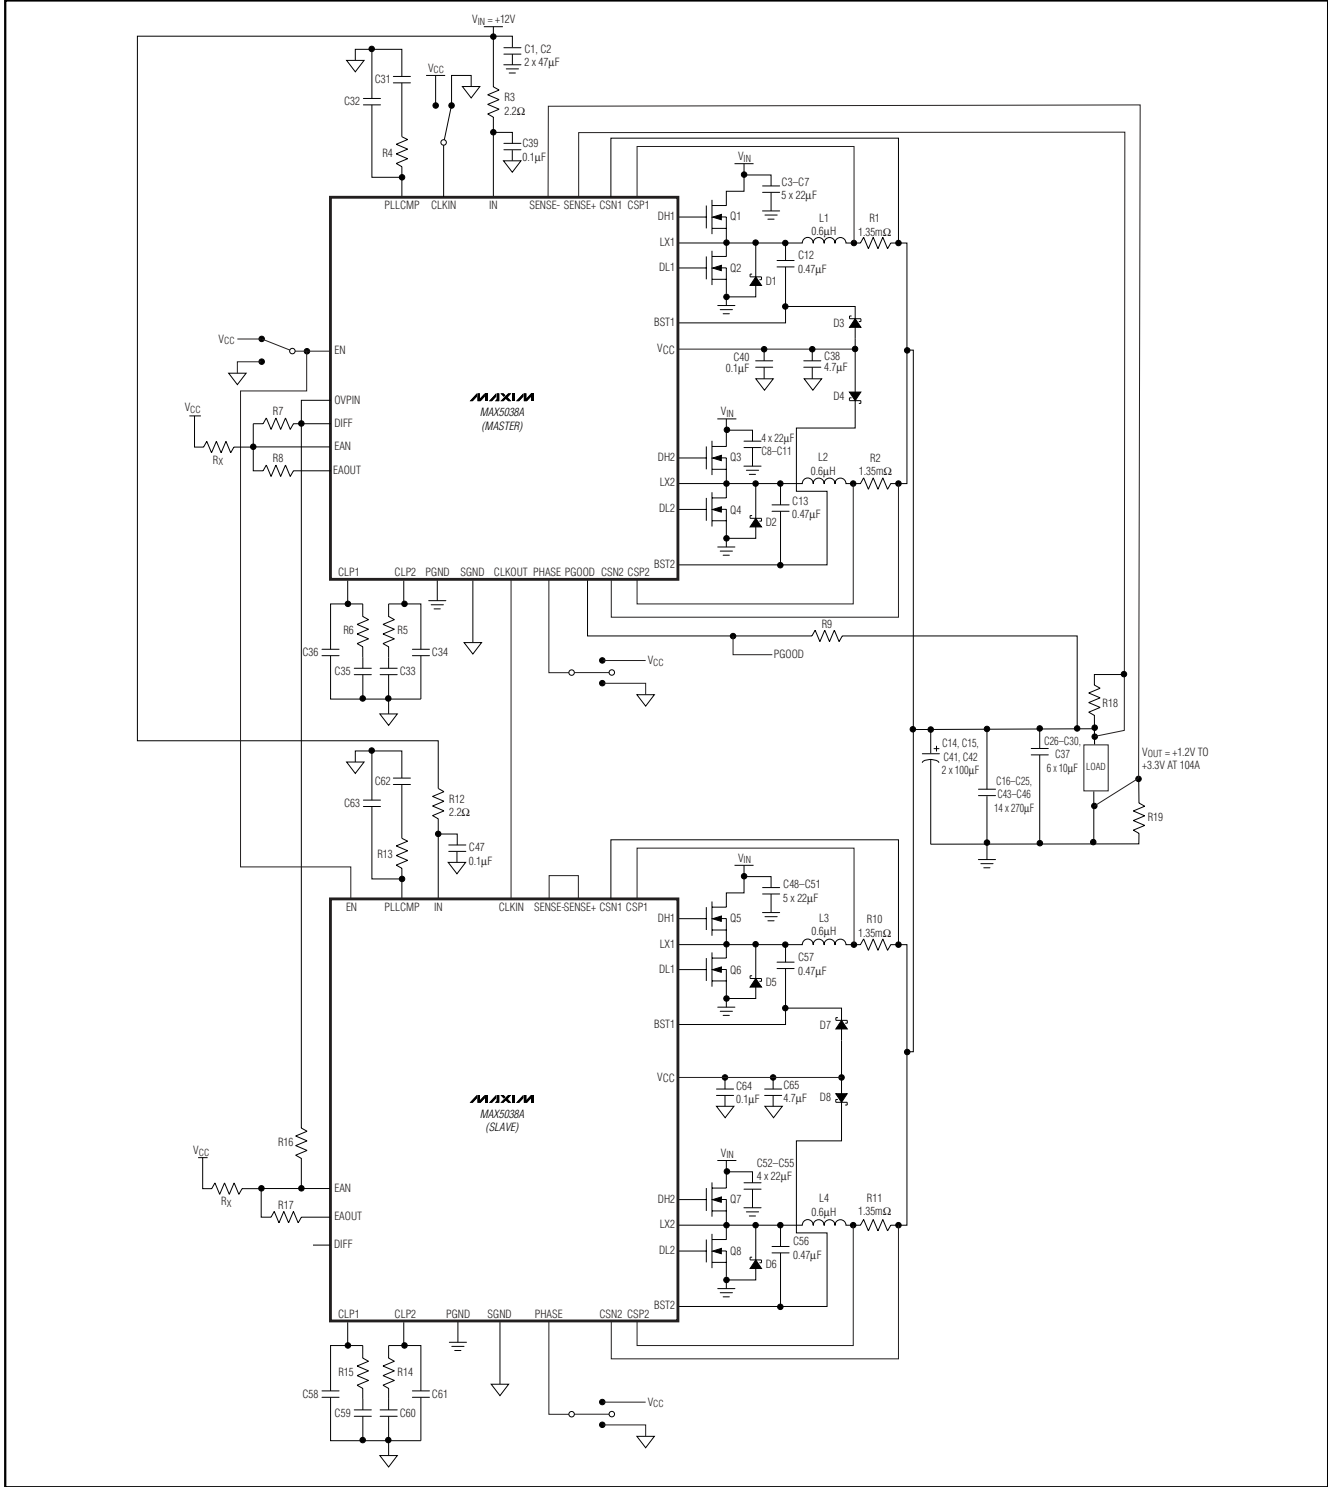 VIN = +12V
C1, C2
2 x 47µF
C31
C32
R4
VCC
R3
2.2Ω
C39
0.1µF
PLLCMP
CLKIN
IN
SENSE-
SENSE+
CSN1
CSP1
VIN
C3–C7
5 x 22µF
DH1
Q1
LX1
L1
0.6µH
R1
1.35mΩ
DL1
Q2
D1
C12
0.47µF
BST1
D3
VCC
C40
0.1µF
C38
4.7µF
D4
VCC
EN
OVPIN
DIFF
EAN
EAOUT
VCC
RX
R7
R8
MAXIM
MAX5038A
(MASTER)
VIN
4 x 22µF
C8–C11
DH2
Q3
LX2
L2
0.6µH
R2
1.35mΩ
DL2
Q4
D2
C13
0.47µF
BST2
CLP1
CLP2
PGND
SGND
CLKOUT
PHASE
PGOOD
CSN2
CSP2
R6
R5
C36
C35
C33
C34
R9
PGOOD
VCC
R18
C14, C15,
C41, C42
2 x 100µF
C16–C25,
C43–C46
14 x 270µF
C26–C30,
C37
6 x 10µF
LOAD
VOUT = +1.2V TO
+3.3V AT 104A
R19
C62
C63
R13
R12
2.2Ω
C47
0.1µF
EN
PLLCMP
IN
CLKIN
SENSE-
SENSE+
CSN1
CSP1
VIN
C48–C51
5 x 22µF
DH1
Q5
LX1
L3
0.6µH
R10
1.35mΩ
DL1
Q6
D5
C57
0.47µF
BST1
D7
VCC
C64
0.1µF
C65
4.7µF
D8
MAXIM
MAX5038A
(SLAVE)
R16
VCC
RX
R17
EAN
EAOUT
DIFF
VIN
C52–C55
4 x 22µF
DH2
Q7
LX2
L4
0.6µH
R11
1.35mΩ
DL2
Q8
D6
C56
0.47µF
BST2
CLP1
CLP2
PGND
SGND
PHASE
CSN2
CSP2
R15
R14
C58
C59
C60
C61
VCC